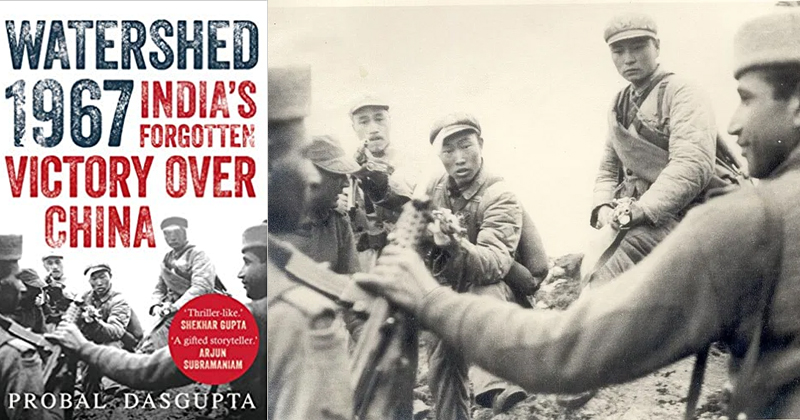 WATERSHED
1967 INDIA'S
FORGOTTEN
VICTORY OVER
CHINA
'Thriller-like.'
SHEKHAR GUPTA
'A gifted storyteller.'
ARJUN
SUBRAMANIAM
PROBAL DASGUPTA